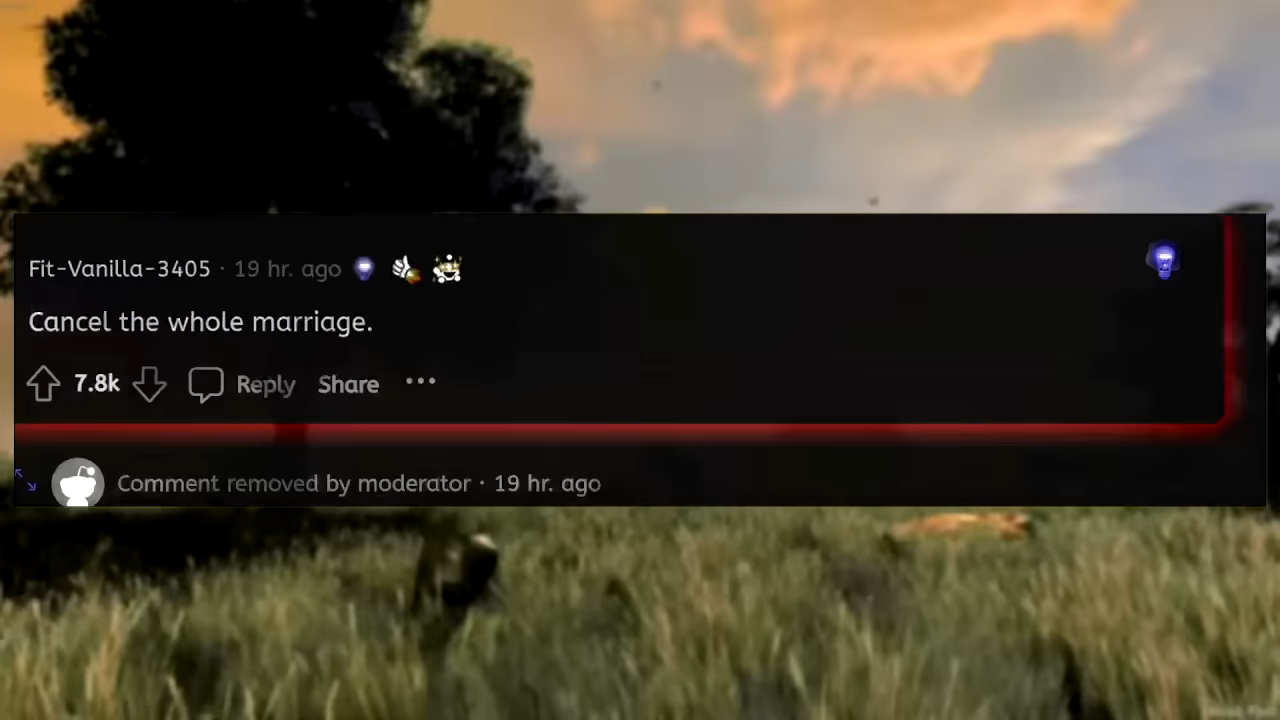 Fit-Vanilla-3405 · 19 hr. ago
Cancel the whole marriage.
7.8k Reply Share ···
Comment removed by moderator · 19 hr. ago